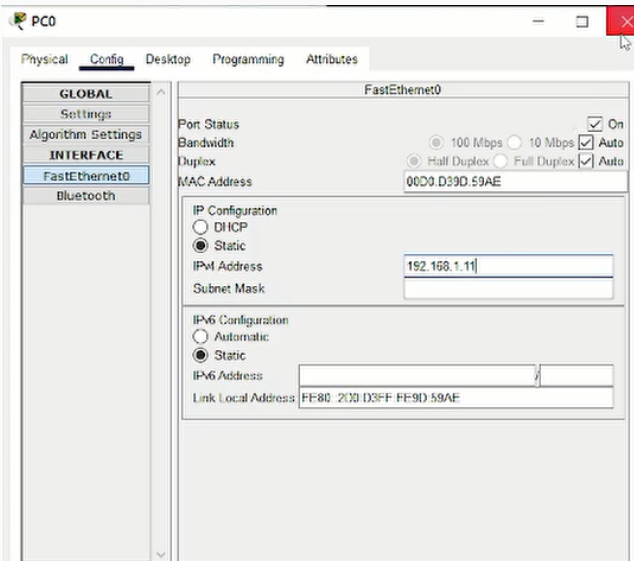 PC0
Physical Config Desktop Programming Attributes
GLOBAL
Settings
Algorithm Settings
INTERFACE
FastEthernet0
Bluetooth
FastEthernet0
Port Status On
Bandwidth 100 Mbps 10 Mbps Auto
Duplex Half Duplex Full Duplex Auto
MAC Address 00D0.D39D.59AE
IP Configuration
DHCP
Static
IPv4 Address 192.168.1.11
Subnet Mask
IPv6 Configuration
Automatic
Static
IPv6 Address /
Link Local Address FE80::2D0:D3FF:FE9D:59AE